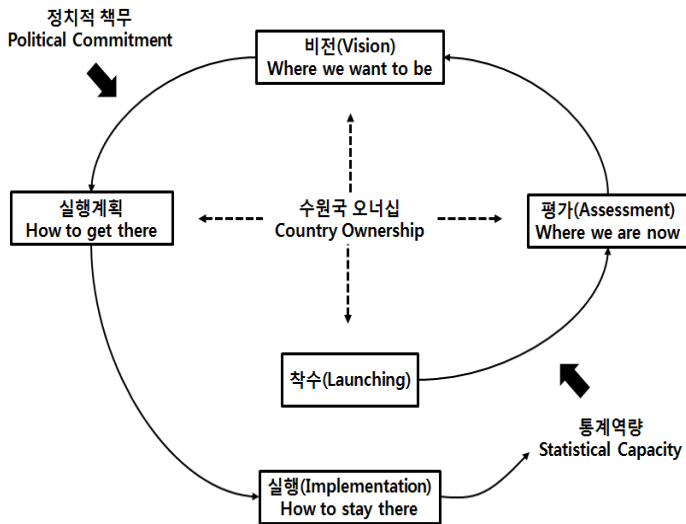 정치적 책무
Political Commitment
비전(Vision)
Where we want to be
실행계획
How to get there
수원국 오너십
Country Ownership
평가(Assessment)
Where we are now
착수(Launching)
통계역량
Statistical Capacity
실행(Implementation)
How to stay there